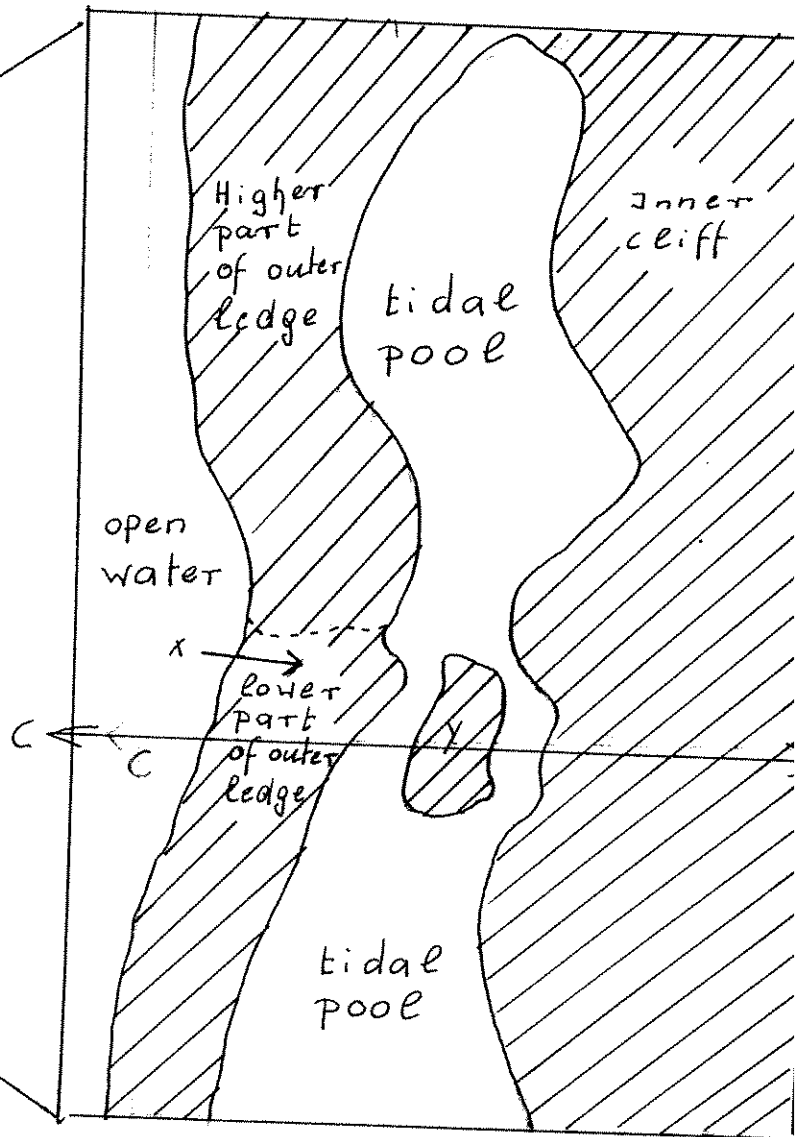 Higher
part
of outer
ledge
Inner
cliff
tidal
pool
open
water
x
lower
part
of outer
ledge
C
C
y
tidal
pool